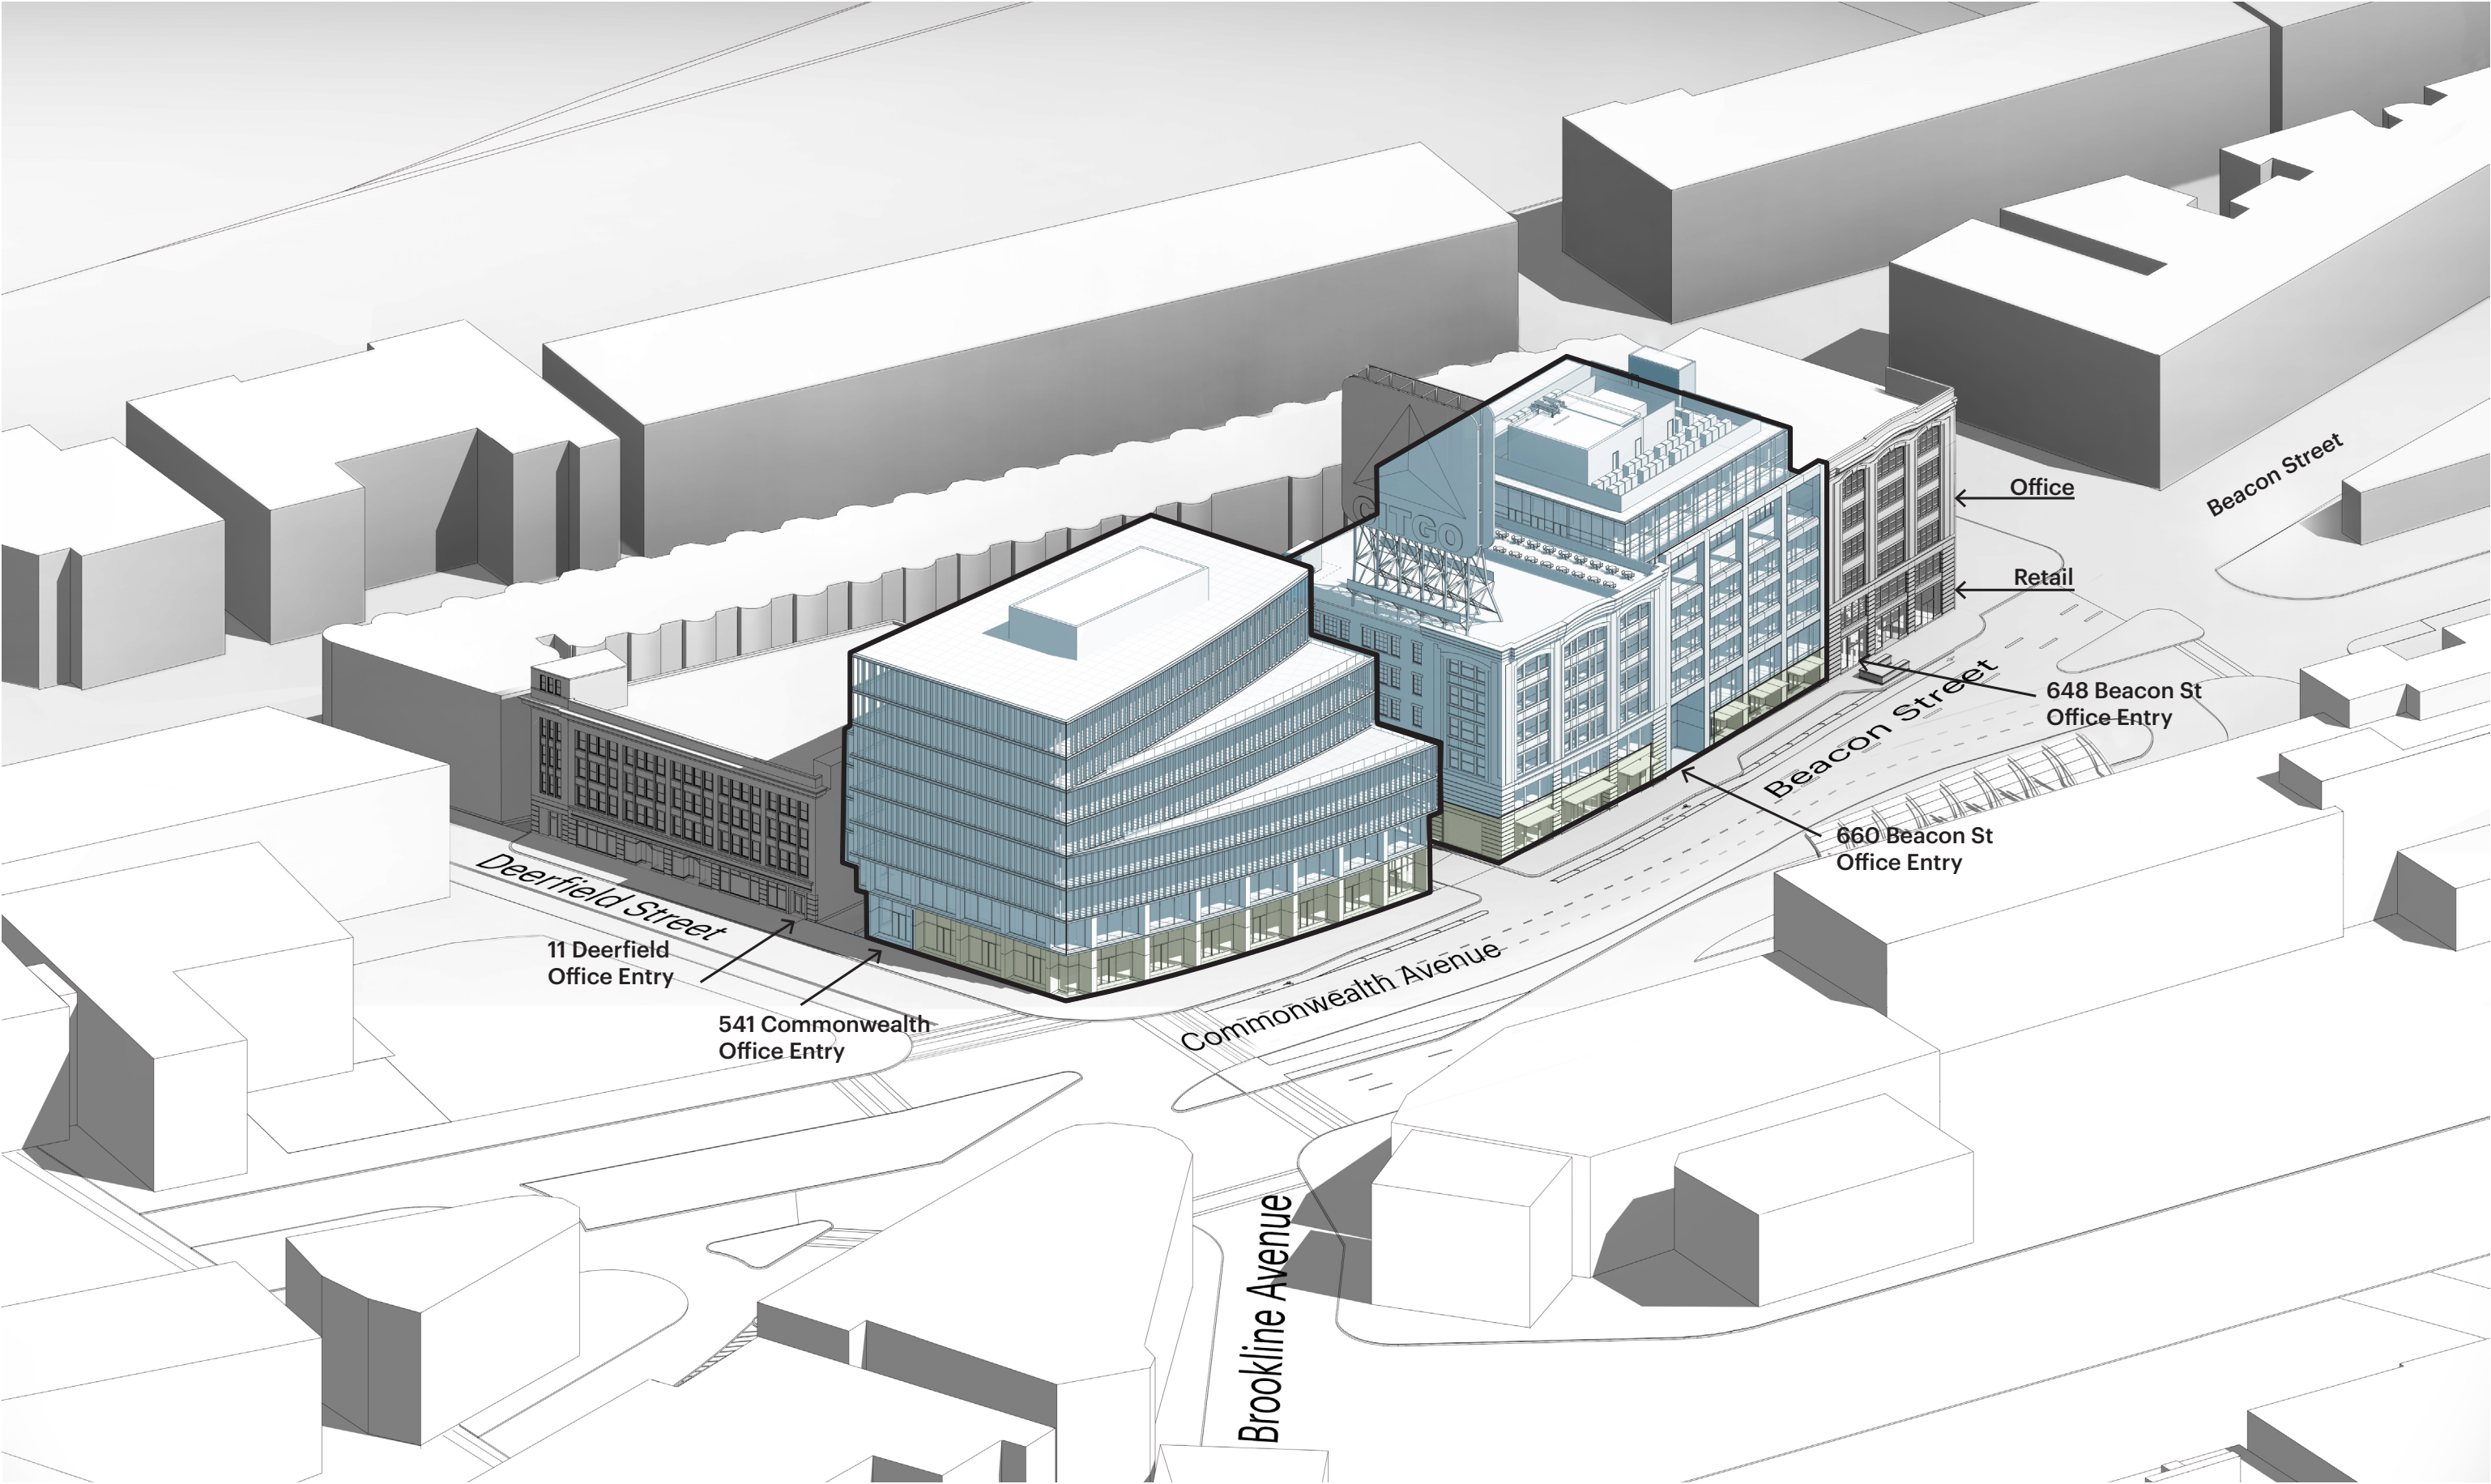 CITGO
Office
Beacon Street
Retail
648 Beacon St
Office Entry
Beacon Street
660 Beacon St
Office Entry
Deerfield Street
11 Deerfield
Office Entry
Commonwealth Avenue
541 Commonwealth
Office Entry
Brookline Avenue